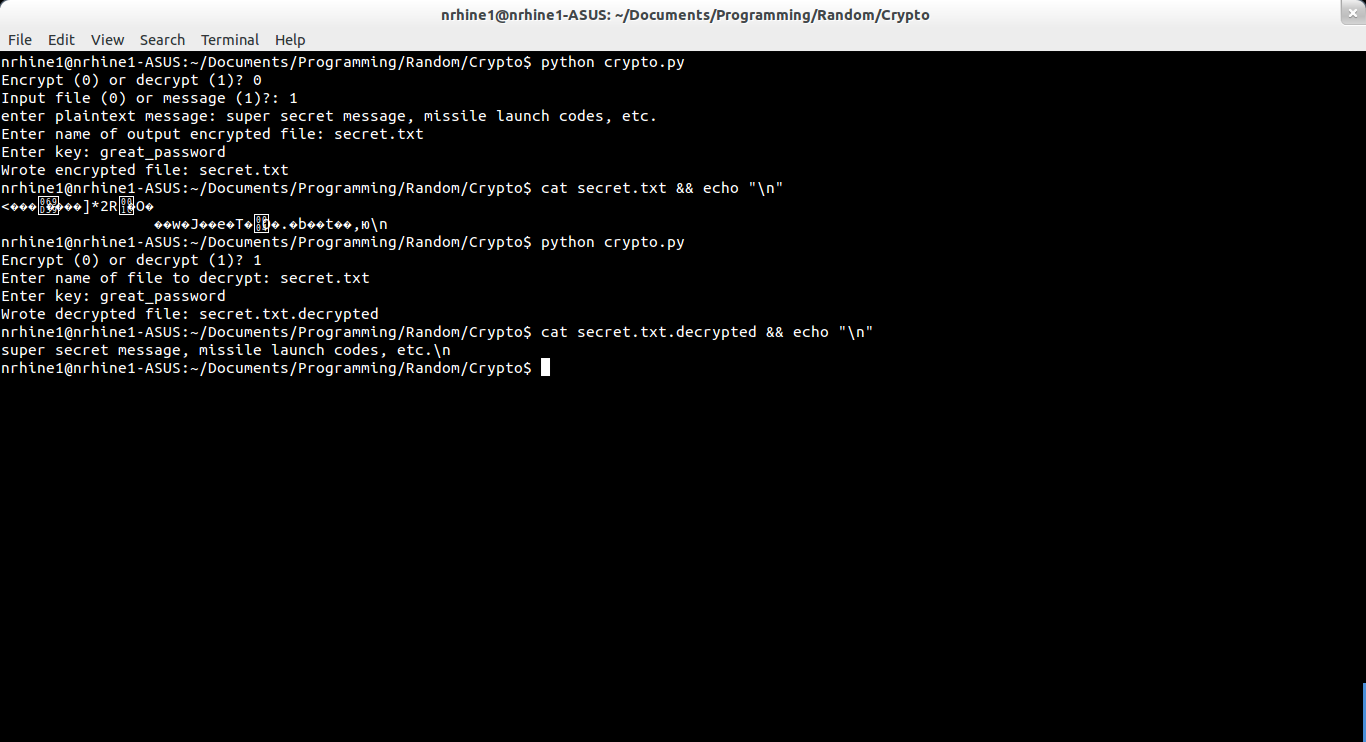 nrhine1@nrhine1-ASUS: ~/Documents/Programming/Random/Crypto
File Edit View Search Terminal Help
nrhine1@nrhine1-ASUS:~/Documents/Programming/Random/Crypto$ python crypto.py
Encrypt (0) or decrypt (1)? 0
Input file (0) or message (1)?: 1
enter plaintext message: super secret message, missile launch codes, etc.
Enter name of output encrypted file: secret.txt
Enter key: great_password
Wrote encrypted file: secret.txt
nrhine1@nrhine1-ASUS:~/Documents/Programming/Random/Crypto$ cat secret.txt && echo "\n"
<�������]*2R�O�
��w�J��e�T��.�b��t��,ю\n
nrhine1@nrhine1-ASUS:~/Documents/Programming/Random/Crypto$ python crypto.py
Encrypt (0) or decrypt (1)? 1
Enter name of file to decrypt: secret.txt
Enter key: great_password
Wrote decrypted file: secret.txt.decrypted
nrhine1@nrhine1-ASUS:~/Documents/Programming/Random/Crypto$ cat secret.txt.decrypted && echo "\n"
super secret message, missile launch codes, etc.\n
nrhine1@nrhine1-ASUS:~/Documents/Programming/Random/Crypto$